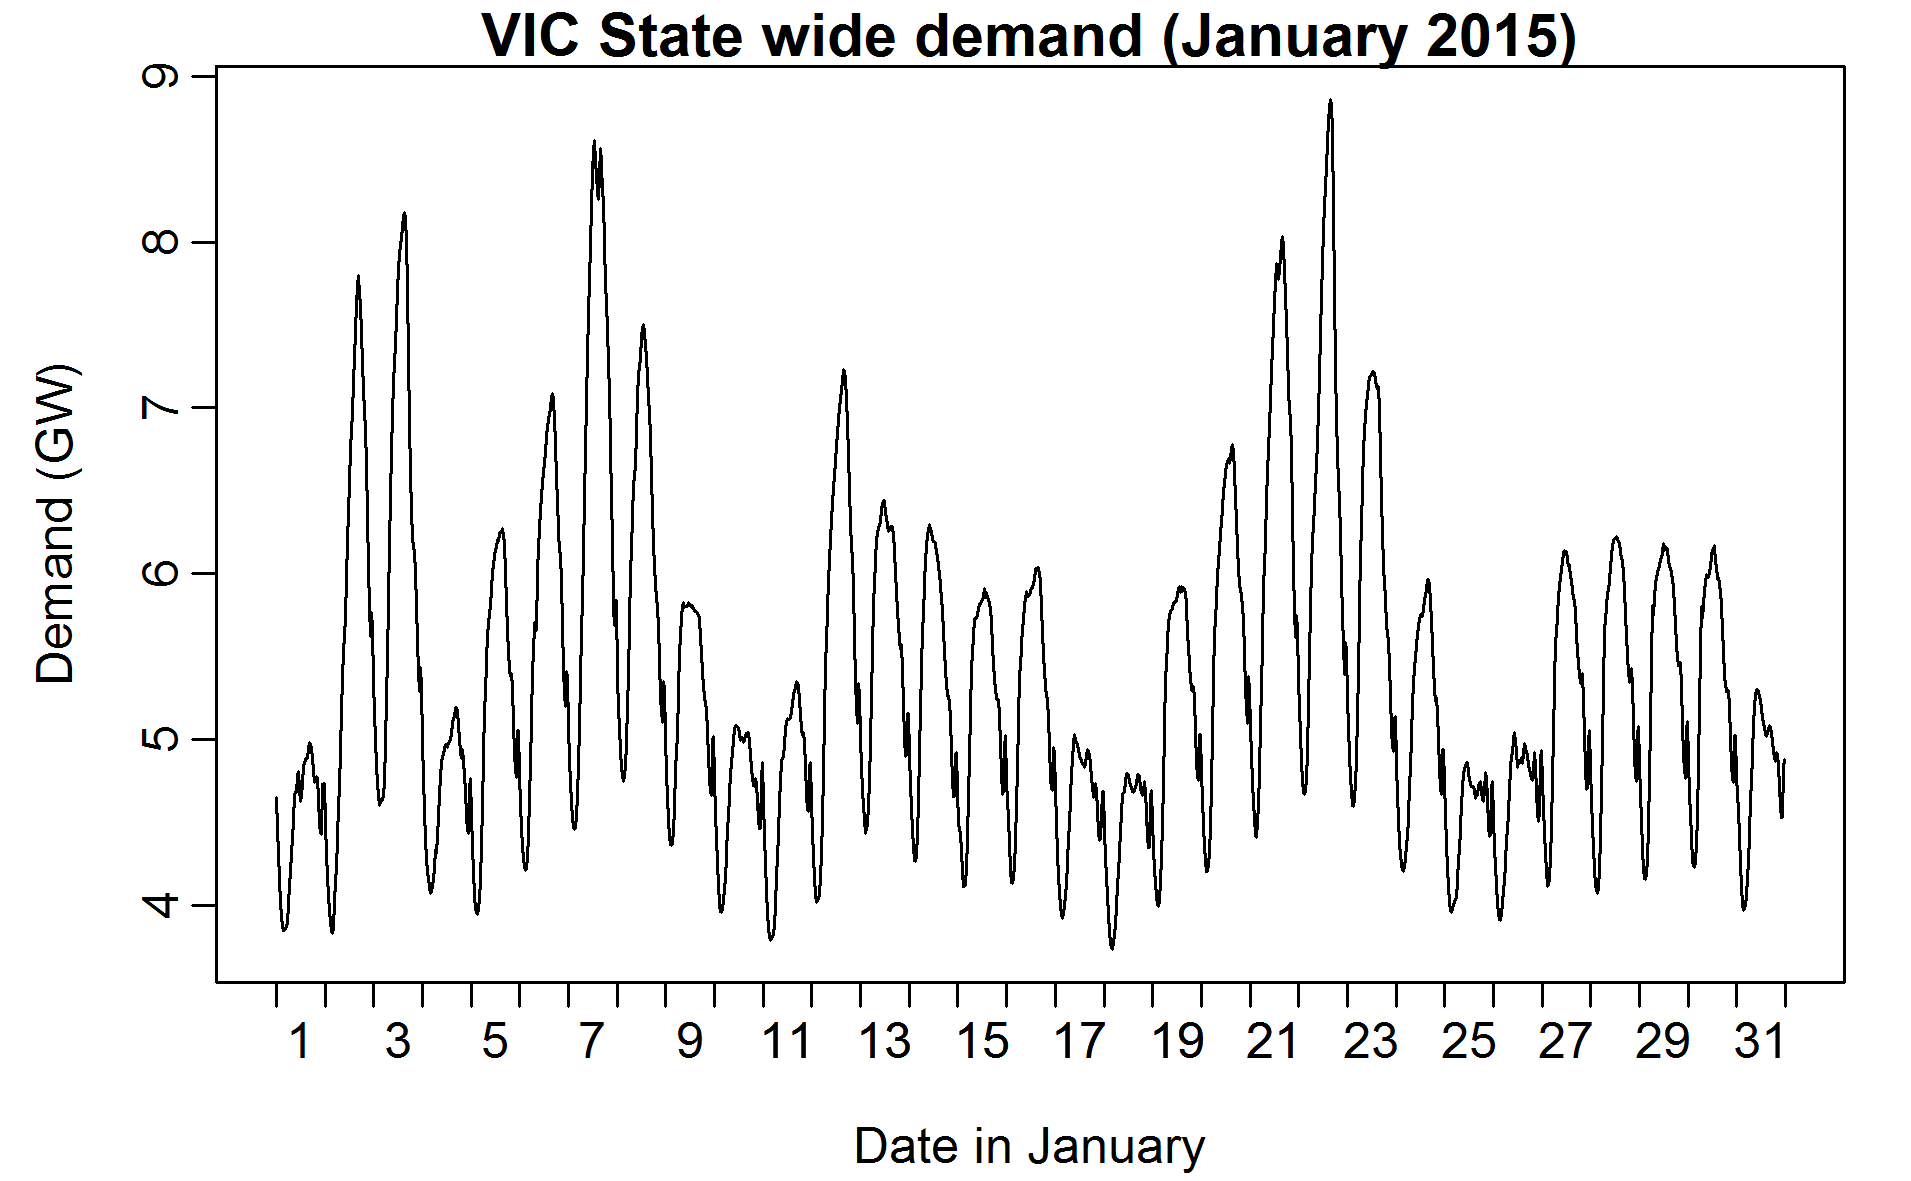 VIC State wide demand (January 2015)
9
8
7
6
5
4
Demand (GW)
1 3 5 7 9 11 13 15 17 19 21 23 25 27 29 31
Date in January